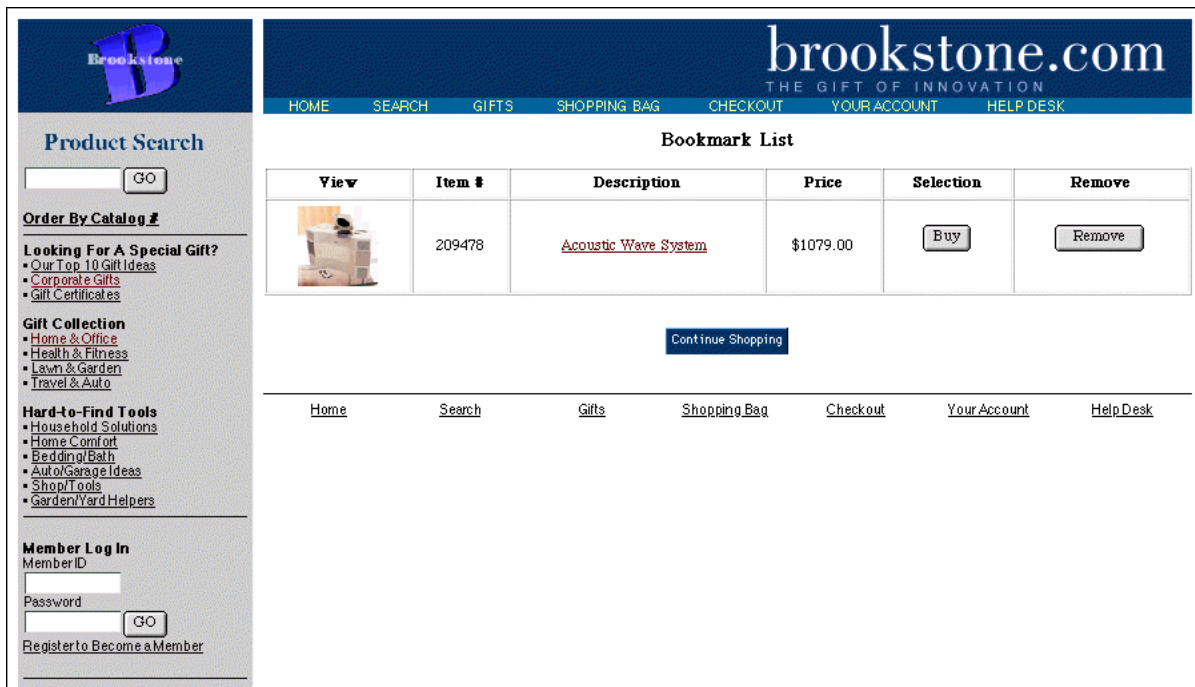 Brookstone
brookstone.com
THE GIFT OF INNOVATION
HOME SEARCH GIFTS SHOPPING BAG CHECKOUT YOUR ACCOUNT HELP DESK
Product Search
GO
Order By Catalog #
Looking For A Special Gift?
▪ Our Top 10 Gift Ideas
▪ Corporate Gifts
▪ Gift Certificates
Gift Collection
▪ Home & Office
▪ Health & Fitness
▪ Lawn & Garden
▪ Travel & Auto
Hard-to-Find Tools
▪ Household Solutions
▪ Home Comfort
▪ Bedding/Bath
▪ Auto/Garage Ideas
▪ Shop/Tools
▪ Garden/Yard Helpers
Member Log In
Member ID
Password
GO
Register to Become a Member
Bookmark List
View Item # Description Price Selection Remove
209478 Acoustic Wave System $1079.00 Buy Remove
Continue Shopping
Home Search Gifts Shopping Bag Checkout Your Account Help Desk